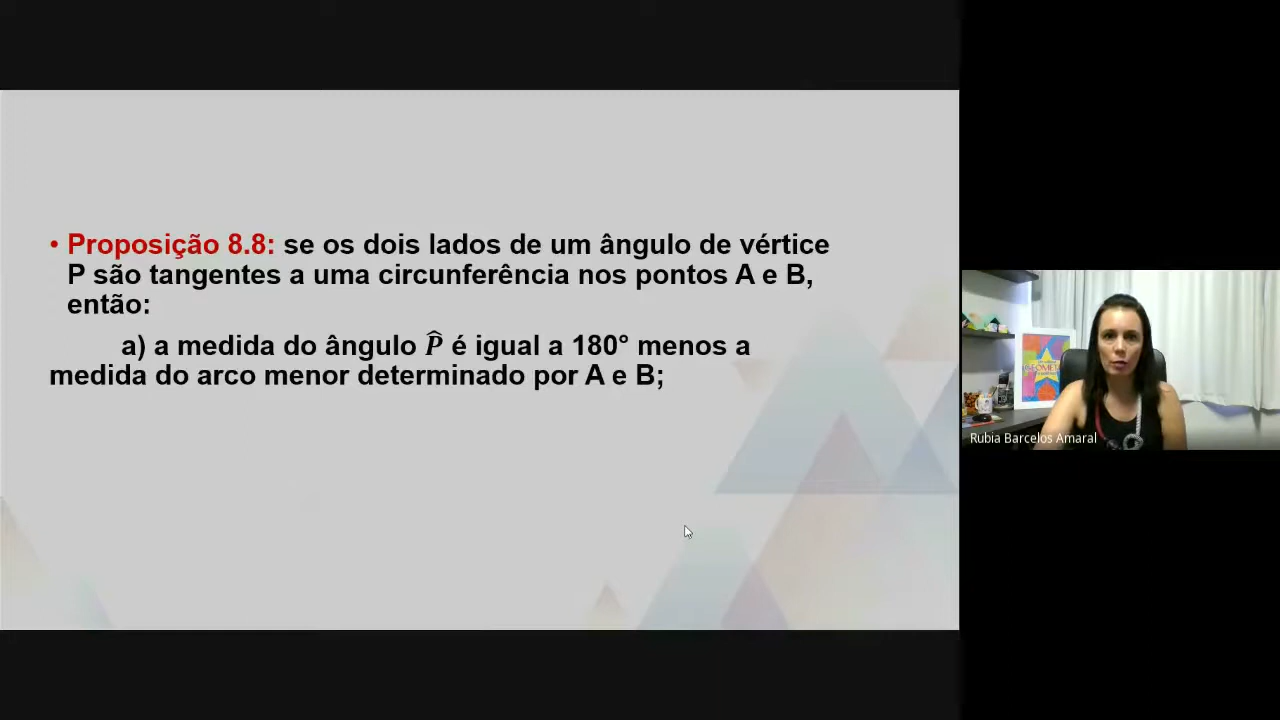 • Proposição 8.8: se os dois lados de um ângulo de vértice
P são tangentes a uma circunferência nos pontos A e B,
então:
a) a medida do ângulo P̂ é igual a 180° menos a
medida do arco menor determinado por A e B;
Rubia Barcelos Amaral